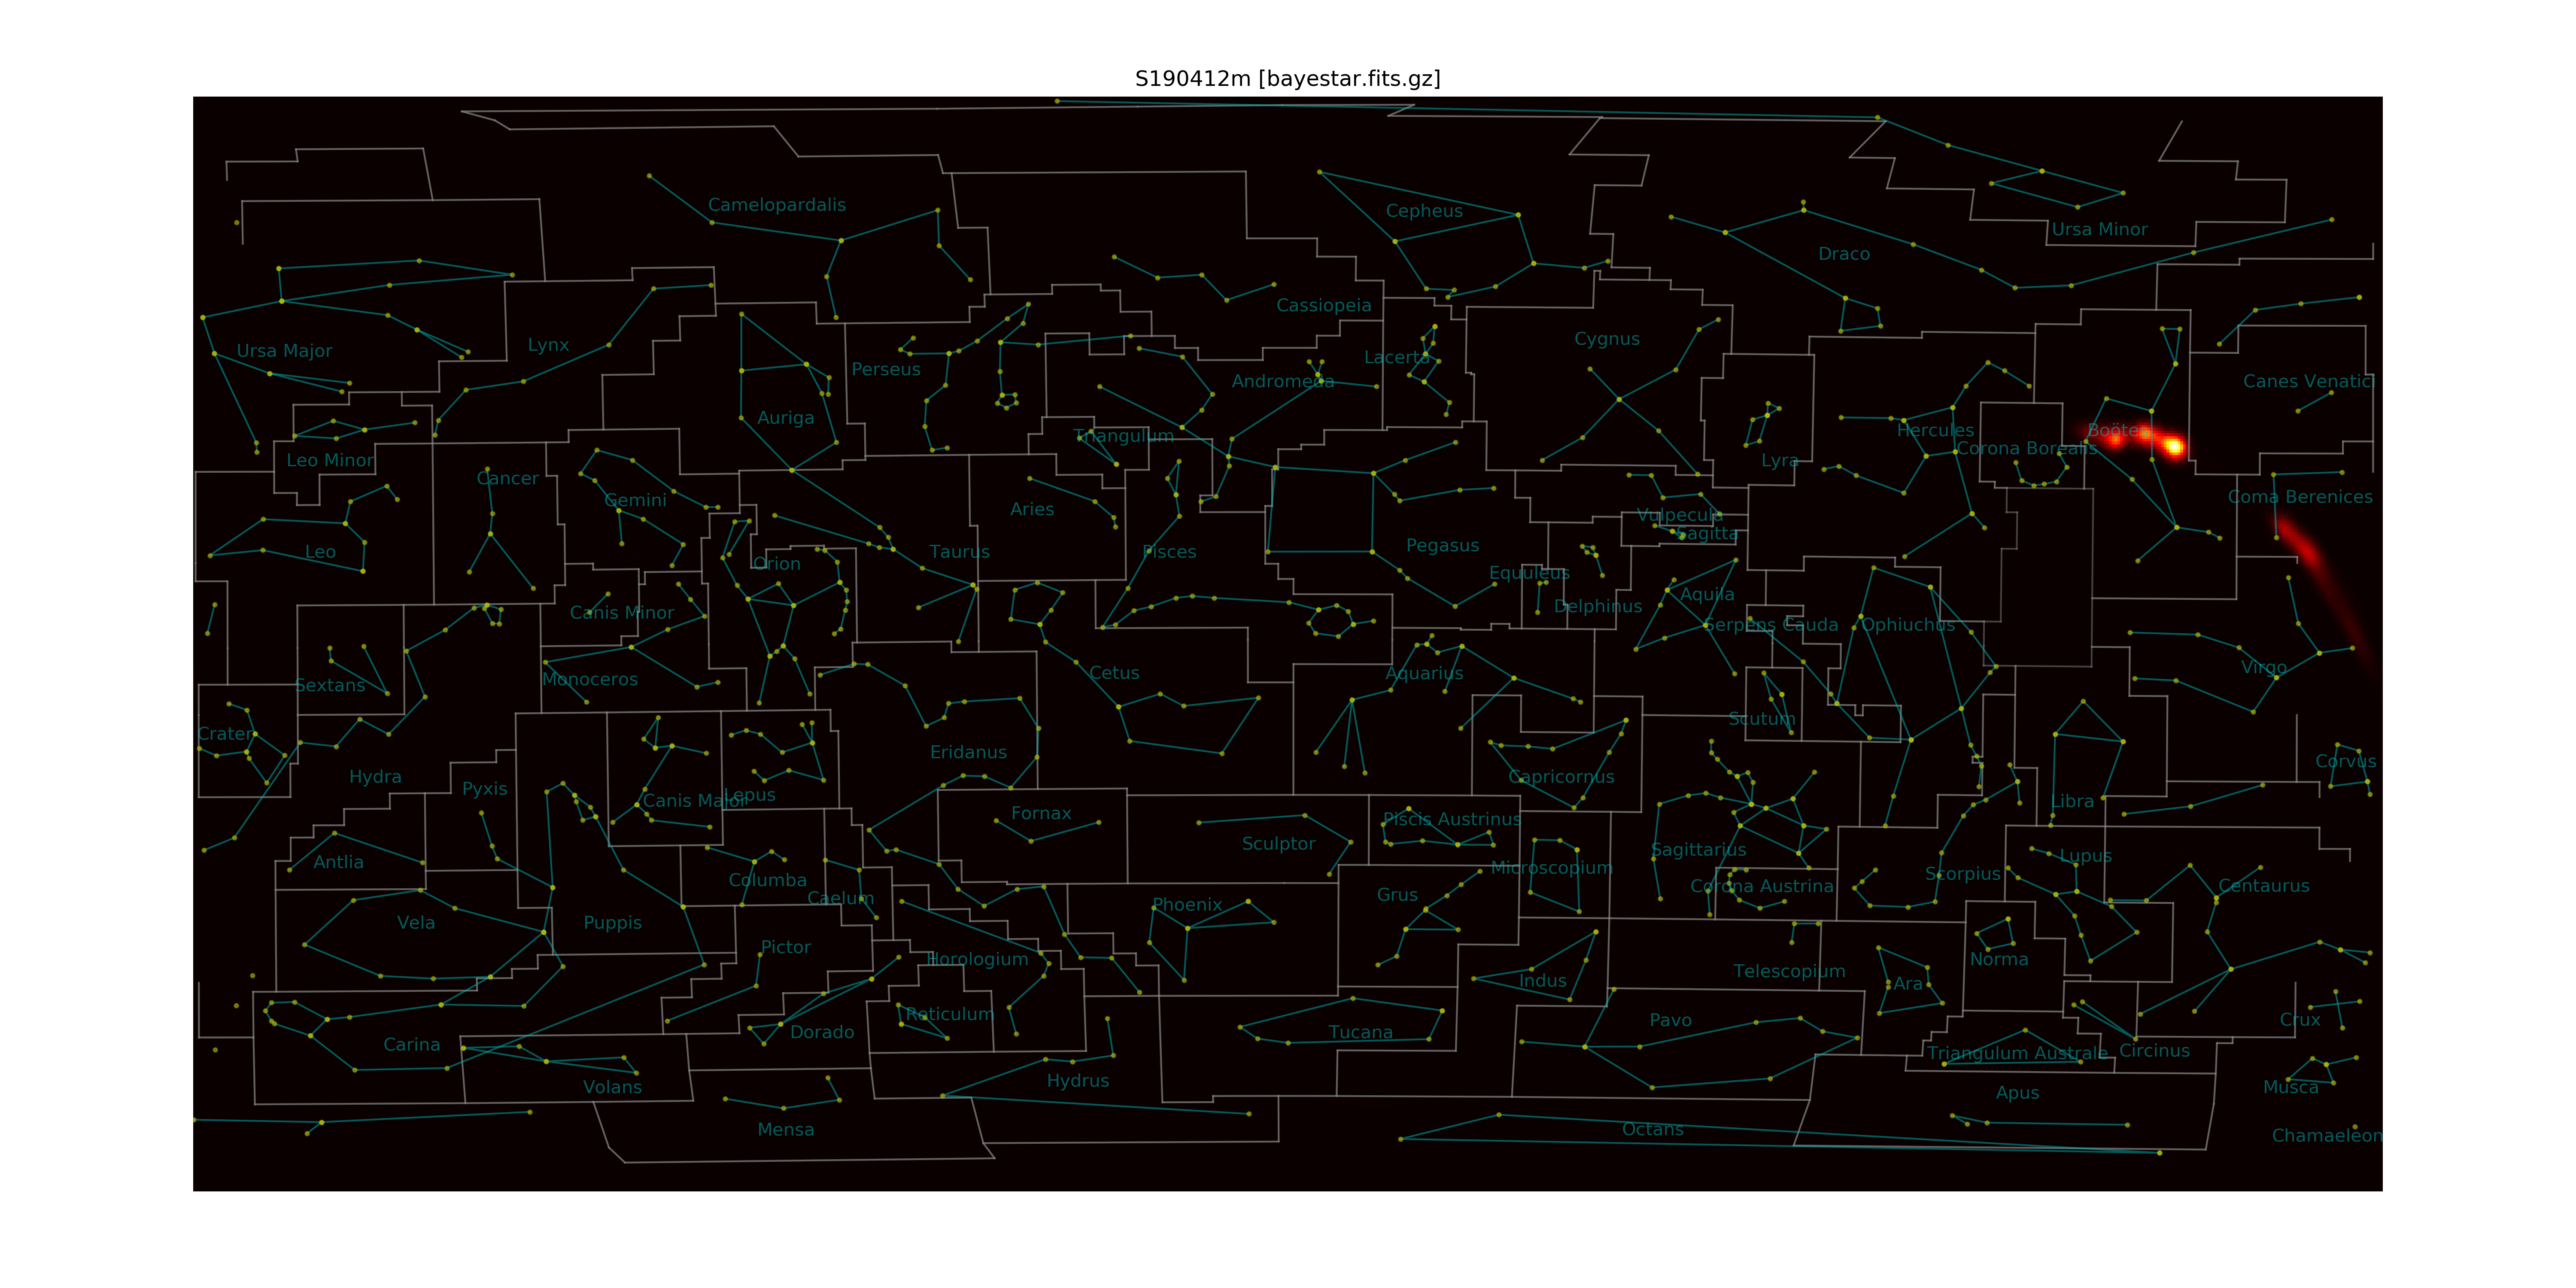 S190412m [bayestar.fits.gz]
Camelopardalis
Cepheus
Ursa Minor
Draco
Cassiopeia
Ursa Major
Lynx
Perseus
Andromeda
Lacerta
Cygnus
Canes Venatici
Auriga
Triangulum
Hercules
Boötes
Leo Minor
Corona Borealis
Lyra
Cancer
Gemini
Coma Berenices
Aries
Vulpecula
Sagitta
Leo
Orion
Taurus
Pisces
Pegasus
Equuleus
Canis Minor
Delphinus
Aquila
Serpens Cauda
Ophiuchus
Sextans
Monoceros
Cetus
Aquarius
Virgo
Crater
Scutum
Hydra
Pyxis
Eridanus
Capricornus
Corvus
Canis Major
Lepus
Fornax
Libra
Piscis Austrinus
Antlia
Sculptor
Sagittarius
Lupus
Columba
Caelum
Microscopium
Corona Austrina
Scorpius
Centaurus
Vela
Puppis
Phoenix
Grus
Pictor
Horologium
Indus
Telescopium
Ara
Norma
Reticulum
Carina
Dorado
Tucana
Pavo
Crux
Triangulum Australe
Circinus
Volans
Hydrus
Apus
Musca
Mensa
Octans
Chamaeleon